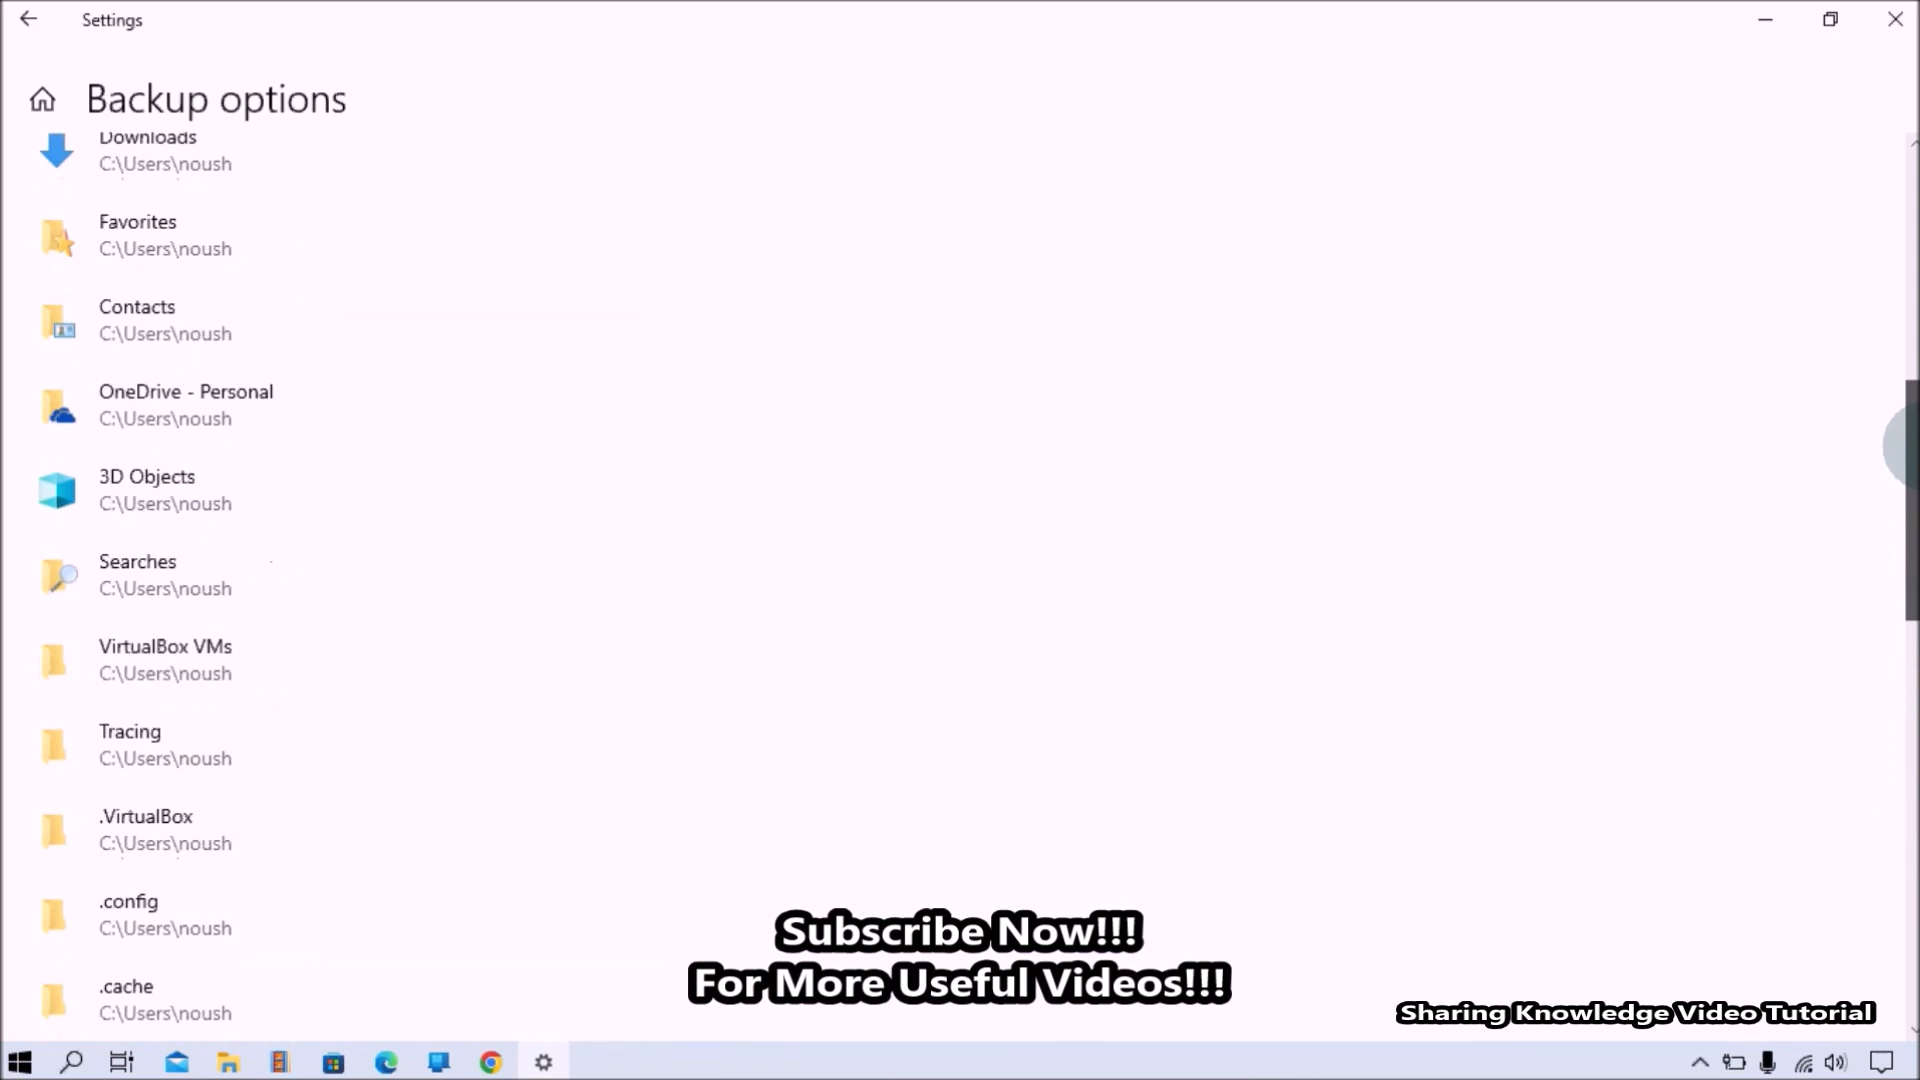 Settings
Backup options
Downloads
C:\Users\noush
Favorites
C:\Users\noush
Contacts
C:\Users\noush
OneDrive - Personal
C:\Users\noush
3D Objects
C:\Users\noush
Searches
C:\Users\noush
VirtualBox VMs
C:\Users\noush
Tracing
C:\Users\noush
.VirtualBox
C:\Users\noush
.config
C:\Users\noush
.cache
C:\Users\noush
Subscribe Now!!!
For More Useful Videos!!!
Sharing Knowledge Video Tutorial